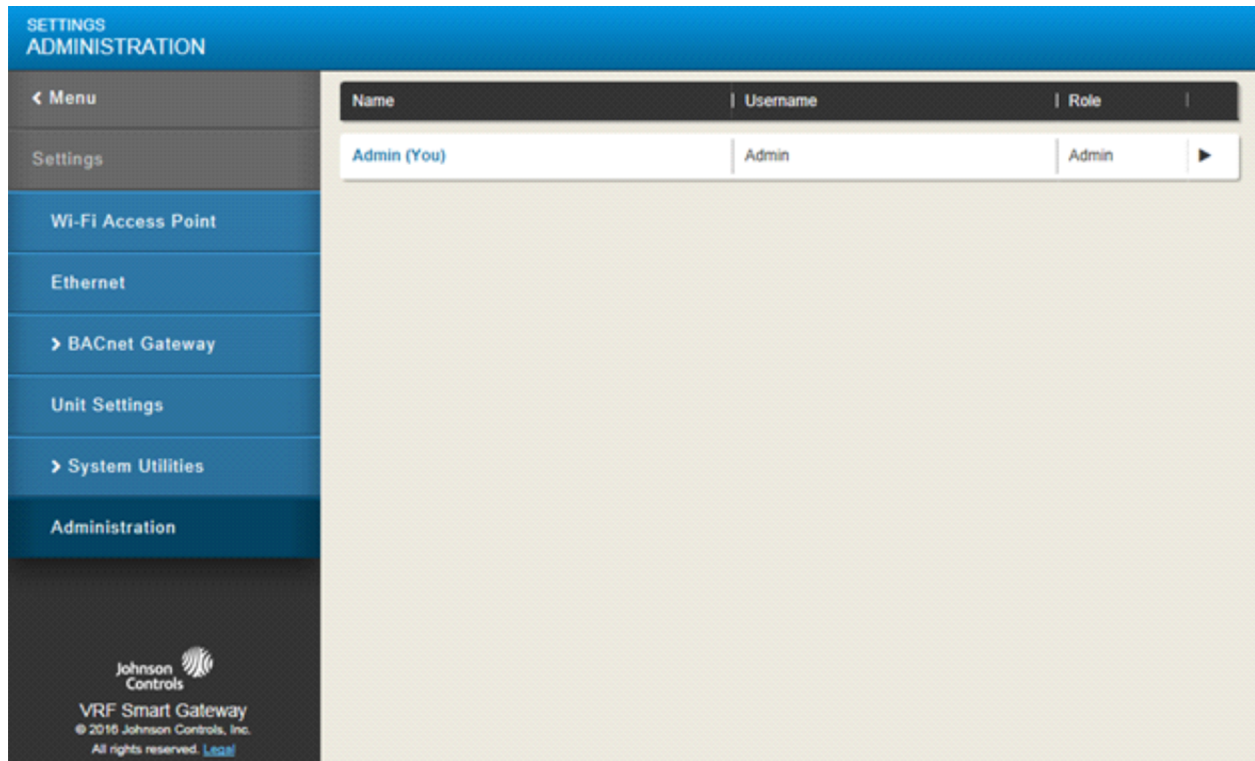 SETTINGS
ADMINISTRATION
Menu
Settings
Wi-Fi Access Point
Ethernet
BACnet Gateway
Unit Settings
System Utilities
Administration
Johnson
Controls
VRF Smart Gateway
© 2016 Johnson Controls, Inc.
All rights reserved. Legal
Name Username Role
Admin (You) Admin Admin